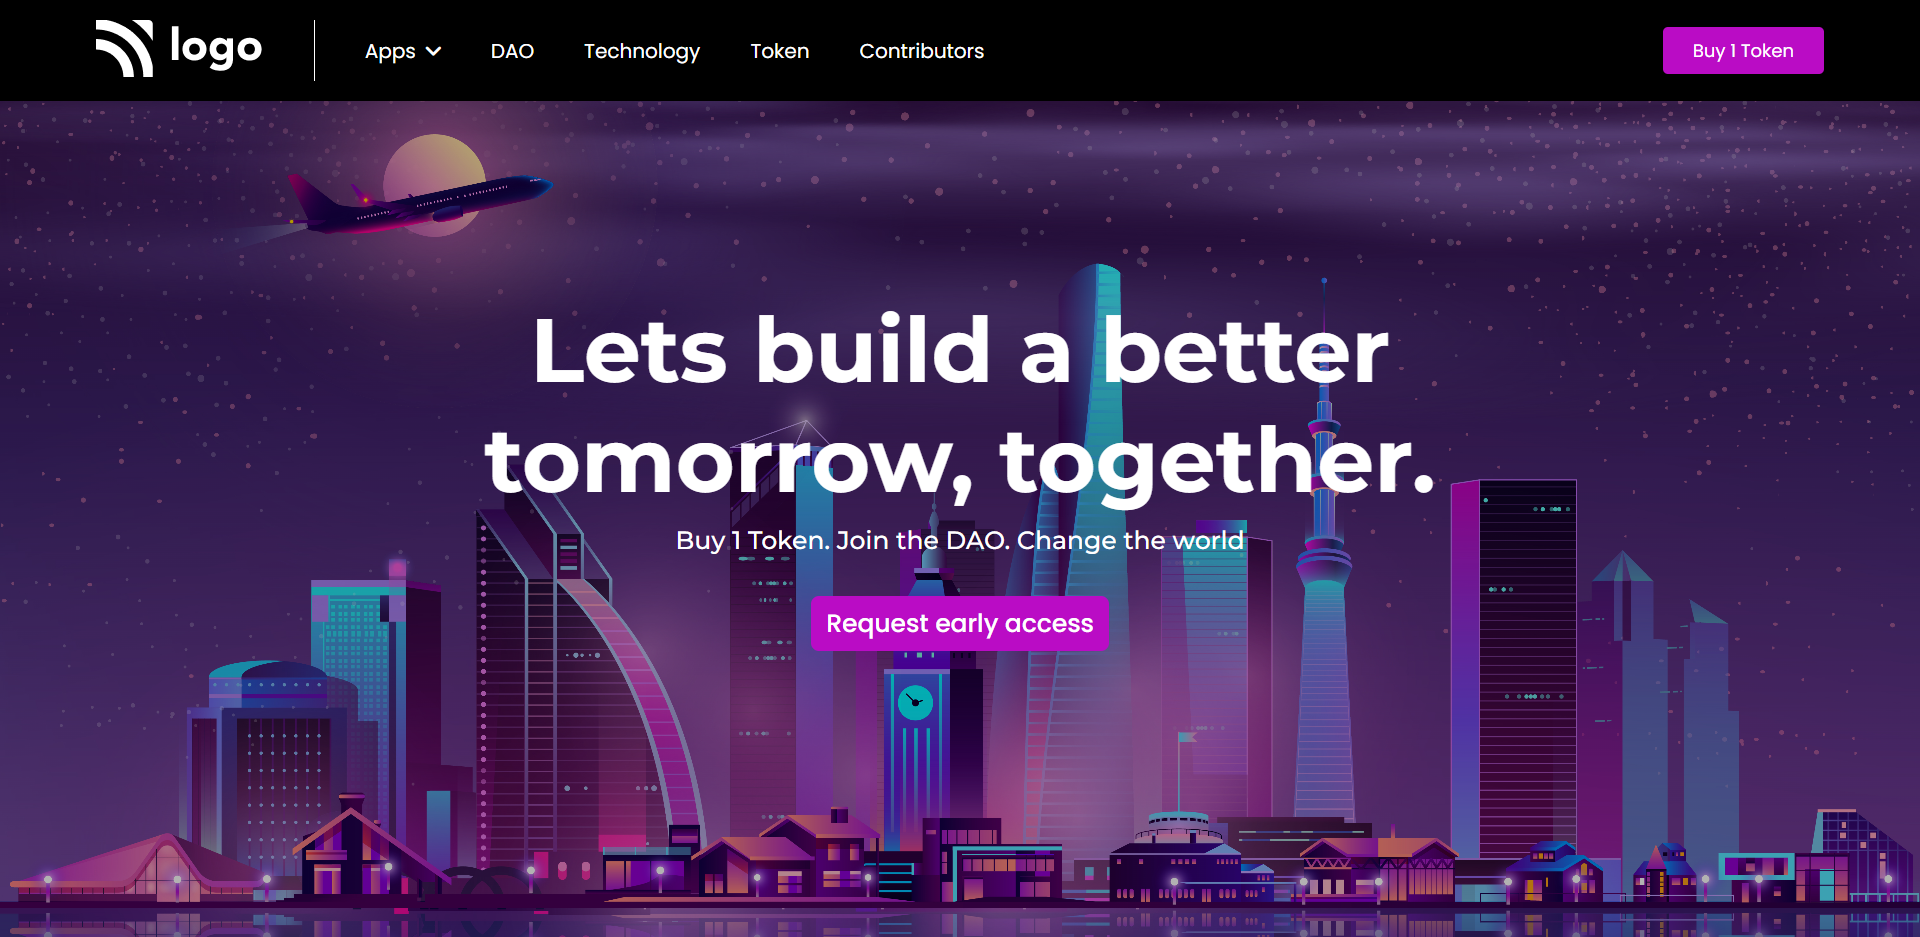 logo
Apps
DAO
Technology
Token
Contributors
Buy 1 Token
Lets build a better
tomorrow, together.
Buy 1 Token. Join the DAO. Change the world
Request early access